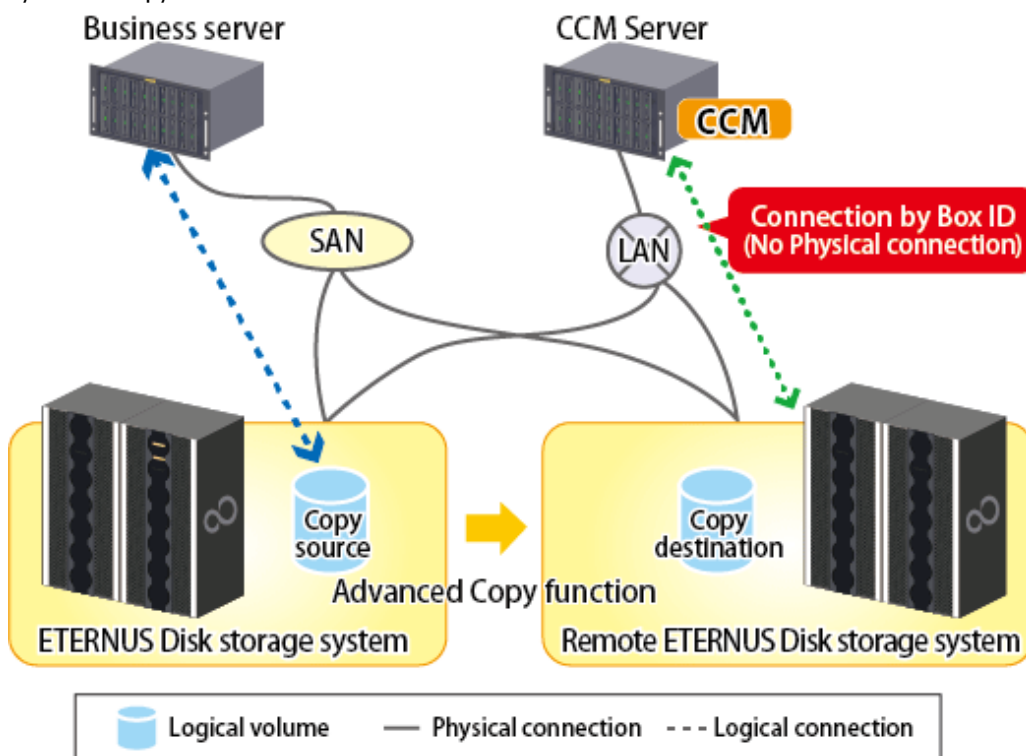 Business server
CCM Server
CCM
Connection by Box ID
(No Physical connection)
SAN
LAN
Copy
source
Copy
destination
Advanced Copy function
ETERNUS Disk storage system
Remote ETERNUS Disk storage system
Logical volume
Physical connection
Logical connection